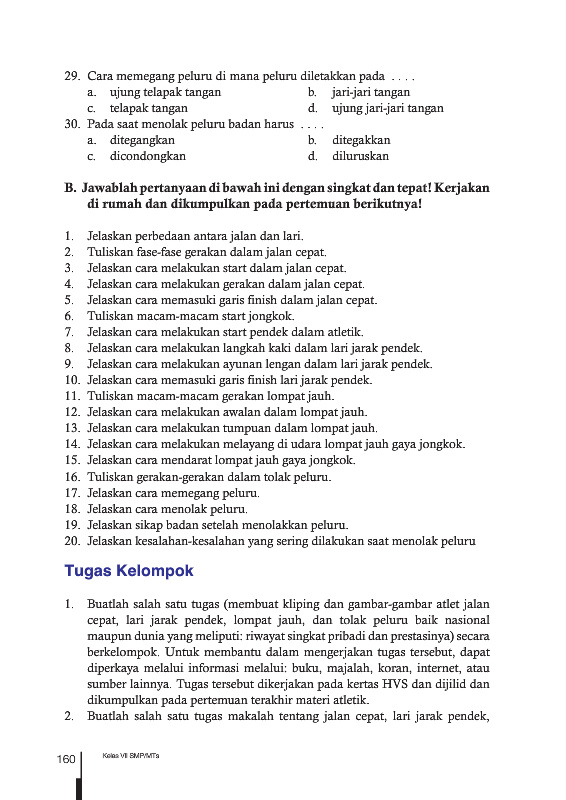 29. Cara memegang peluru di mana peluru diletakkan pada . . . .
a. ujung telapak tangan b. jari-jari tangan
c. telapak tangan d. ujung jari-jari tangan
30. Pada saat menolak peluru badan harus . . . .
a. ditegangkan b. ditegakkan
c. dicondongkan d. diluruskan
B. Jawablah pertanyaan di bawah ini dengan singkat dan tepat! Kerjakan
di rumah dan dikumpulkan pada pertemuan berikutnya!
1. Jelaskan perbedaan antara jalan dan lari.
2. Tuliskan fase-fase gerakan dalam jalan cepat.
3. Jelaskan cara melakukan start dalam jalan cepat.
4. Jelaskan cara melakukan gerakan dalam jalan cepat.
5. Jelaskan cara memasuki garis finish dalam jalan cepat.
6. Tuliskan macam-macam start jongkok.
7. Jelaskan cara melakukan start pendek dalam atletik.
8. Jelaskan cara melakukan langkah kaki dalam lari jarak pendek.
9. Jelaskan cara melakukan ayunan lengan dalam lari jarak pendek.
10. Jelaskan cara memasuki garis finish lari jarak pendek.
11. Tuliskan macam-macam gerakan lompat jauh.
12. Jelaskan cara melakukan awalan dalam lompat jauh.
13. Jelaskan cara melakukan tumpuan dalam lompat jauh.
14. Jelaskan cara melakukan melayang di udara lompat jauh gaya jongkok.
15. Jelaskan cara mendarat lompat jauh gaya jongkok.
16. Tuliskan gerakan-gerakan dalam tolak peluru.
17. Jelaskan cara memegang peluru.
18. Jelaskan cara menolak peluru.
19. Jelaskan sikap badan setelah menolakkan peluru.
20. Jelaskan kesalahan-kesalahan yang sering dilakukan saat menolak peluru
Tugas Kelompok
1. Buatlah salah satu tugas (membuat kliping dan gambar-gambar atlet jalan
cepat, lari jarak pendek, lompat jauh, dan tolak peluru baik nasional
maupun dunia yang meliputi: riwayat singkat pribadi dan prestasinya) secara
berkelompok. Untuk membantu dalam mengerjakan tugas tersebut, dapat
diperkaya melalui informasi melalui: buku, majalah, koran, internet, atau
sumber lainnya. Tugas tersebut dikerjakan pada kertas HVS dan dijilid dan
dikumpulkan pada pertemuan terakhir materi atletik.
2. Buatlah salah satu tugas makalah tentang jalan cepat, lari jarak pendek,
160 Kelas VII SMP/MTs